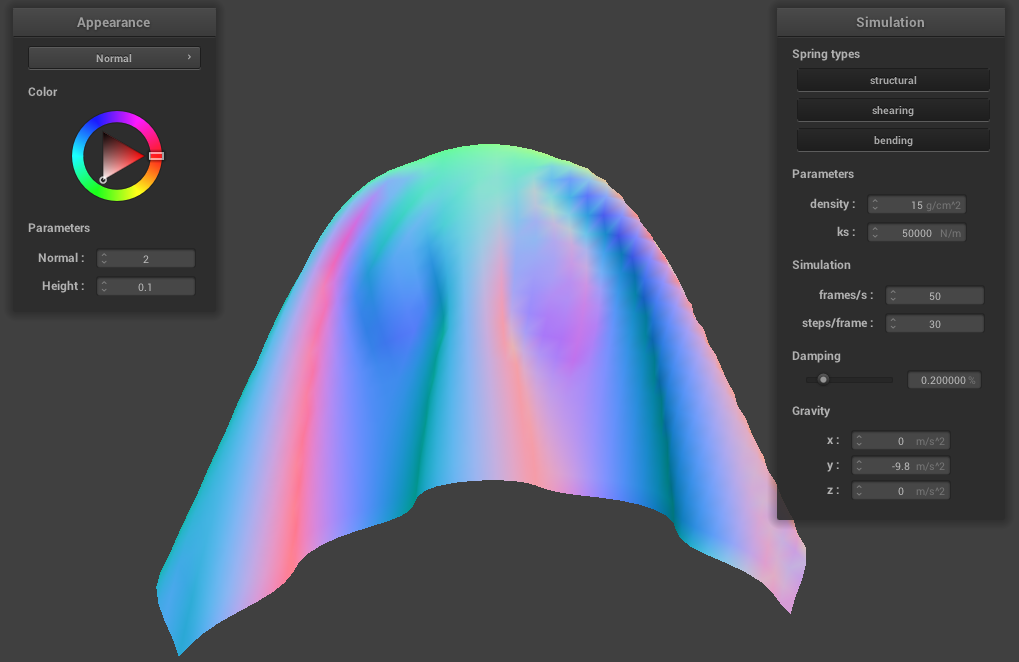 Appearance
Normal ›
Color
Parameters
Normal : 2
Height : 0.1
Simulation
Spring types
structural
shearing
bending
Parameters
density : 15 g/cm^2
ks : 50000 N/m
Simulation
frames/s : 50
steps/frame : 30
Damping
0.200000 %
Gravity
x : 0 m/s^2
y : -9.8 m/s^2
z : 0 m/s^2